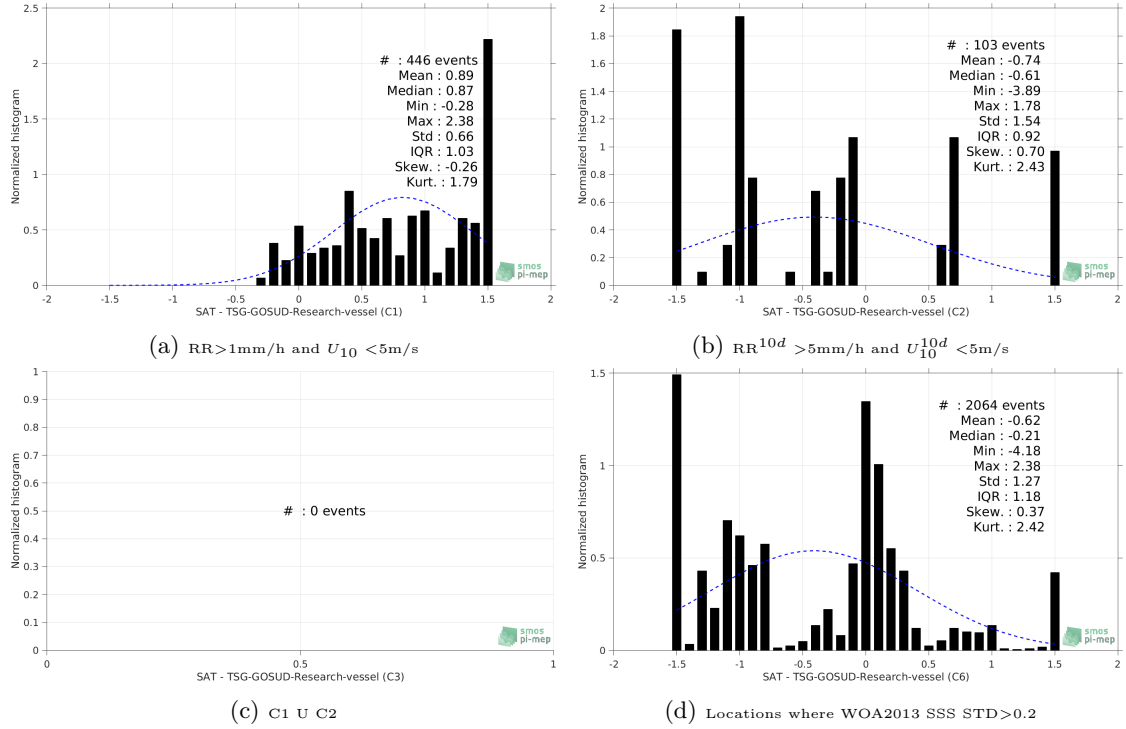 2.5
2
1.5
1
0.5
0
-2
-1.5
-1
-0.5
0
0.5
1
1.5
2
Normalized histogram
# : 446 events
Mean : 0.89
Median : 0.87
Min : -0.28
Max : 2.38
Std : 0.66
IQR : 1.03
Skew. : -0.26
Kurt. : 1.79
smos
pi-mep
SAT - TSG-GOSUD-Research-vessel (C1)
(a) RR>1mm/h and U10 <5m/s
2
1.8
1.6
1.4
1.2
1
0.8
0.6
0.4
0.2
0
-2
-1.5
-1
-0.5
0
0.5
1
1.5
2
Normalized histogram
# : 103 events
Mean : -0.74
Median : -0.61
Min : -3.89
Max : 1.78
Std : 1.54
IQR : 0.92
Skew. : 0.70
Kurt. : 2.43
smos
pi-mep
SAT - TSG-GOSUD-Research-vessel (C2)
(b) RR^10d >5mm/h and U_10^10d <5m/s
1
0.9
0.8
0.7
0.6
0.5
0.4
0.3
0.2
0.1
0
0
0.5
1
Normalized histogram
# : 0 events
smos
pi-mep
SAT - TSG-GOSUD-Research-vessel (C3)
(c) C1 U C2
1.5
1
0.5
0
-2
-1.5
-1
-0.5
0
0.5
1
1.5
2
Normalized histogram
# : 2064 events
Mean : -0.62
Median : -0.21
Min : -4.18
Max : 2.38
Std : 1.27
IQR : 1.18
Skew. : 0.37
Kurt. : 2.42
smos
pi-mep
SAT - TSG-GOSUD-Research-vessel (C6)
(d) Locations where WOA2013 SSS STD>0.2